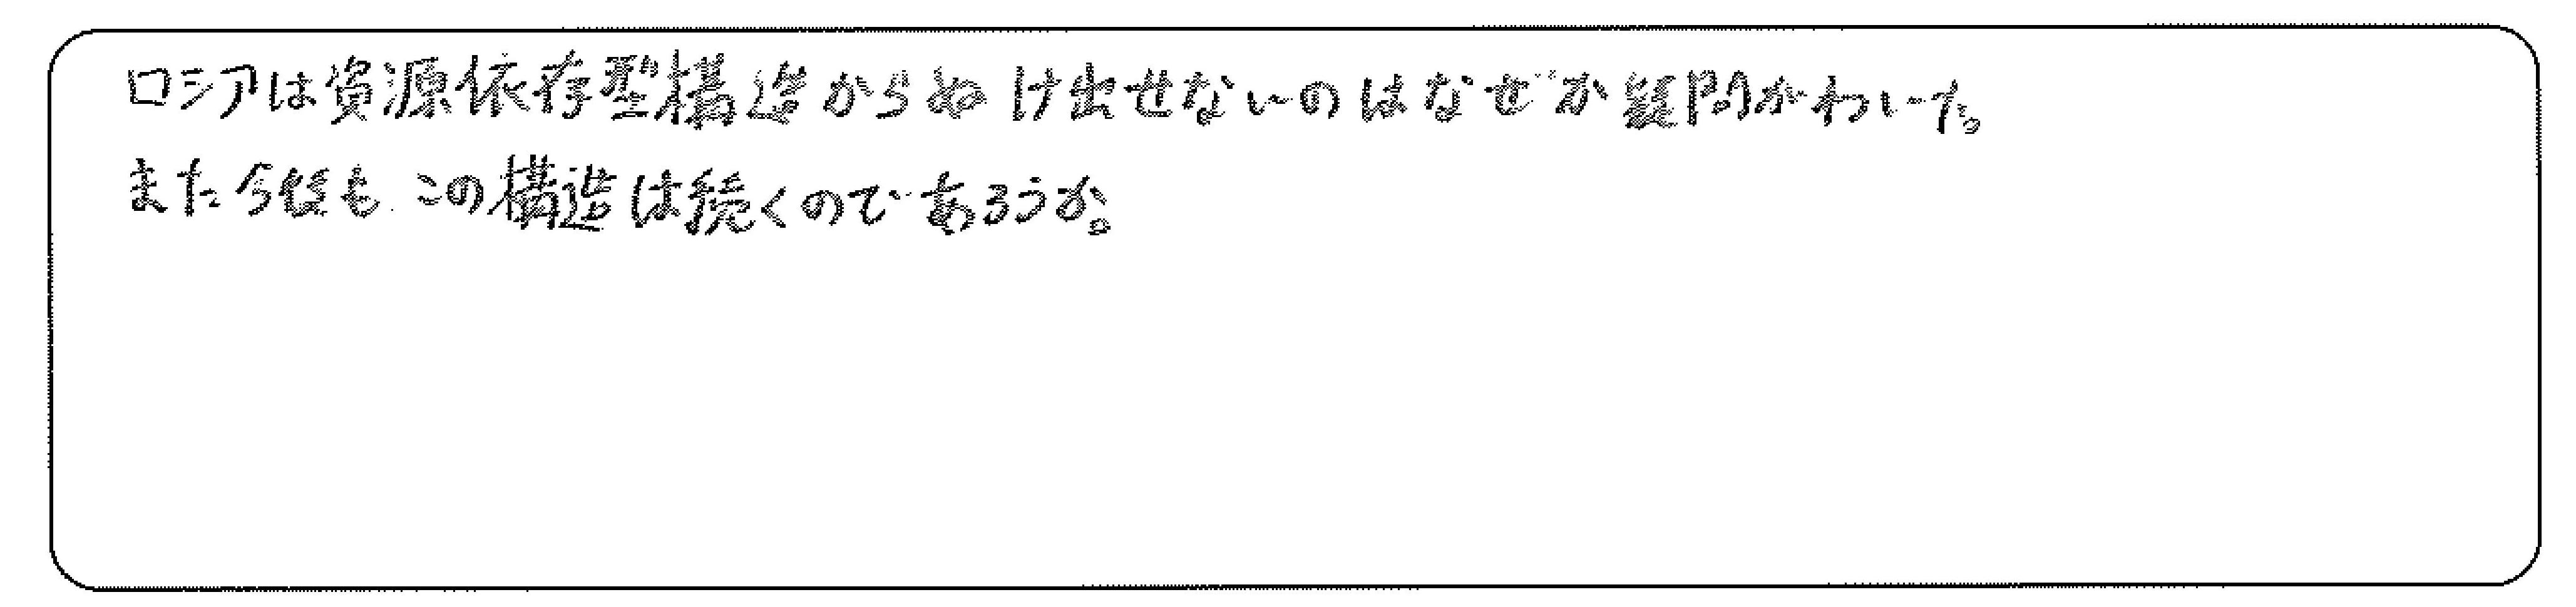 ロシアは資源依存型構造からぬけ出せないのはなぜか疑問がわいた。
また今後も この構造は続くのであろうか。